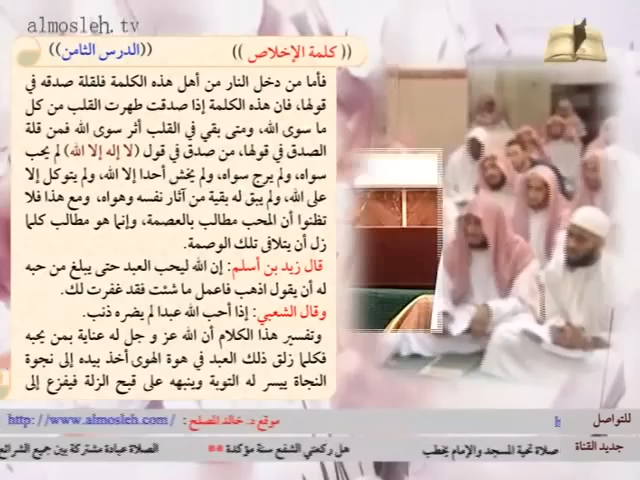 almosleh.tv
(( كلمة الإخلاص )) ((الدرس الثامن))
فأما من دخل النار من أهل هذه الكلمة فلقلة صدقه في
قولها، فان هذه الكلمة إذا صدقت طهرت القلب من كل
ما سوى الله، ومتى بقي في القلب أثر سوى الله فمن قلة
الصدق في قولها، من صدق في قول (لا إله إلا الله) لم يحب
سواه، ولم يرج سواه، ولم يخش أحدا إلا الله، ولم يتوكل إلا
على الله، ولم يبق له بقية من آثار نفسه وهواه، ومع هذا فلا
تظنوا أن المحب مطالب بالعصمة، وإنما هو مطالب كلما
زل أن يتلافى تلك الوصمة.
قال زيد بن أسلم: إن الله ليحب العبد حتى يبلغ من حبه
له أن يقول اذهب فاعمل ما شئت فقد غفرت لك.
وقال الشعبي: إذا أحب الله عبدا لم يضره ذنب.
وتفسير هذا الكلام أن الله عز و جل له عناية بمن يحبه
فكلما زلق ذلك العبد في هوة الهوى أخذ بيده إلى نجوة
النجاة ييسر له التوبة وينبهه على قبح الزلة فيفزع إلى
للتواصل موقع د. خالد المصلح : http://www.almosleh.com/
جديد القناة صلاة تحية المسجد والإمام يخطب هل ركعتي الشفع سنة مؤكدة ** الصلاة عبادة مشتركة بين جميع الشرائع